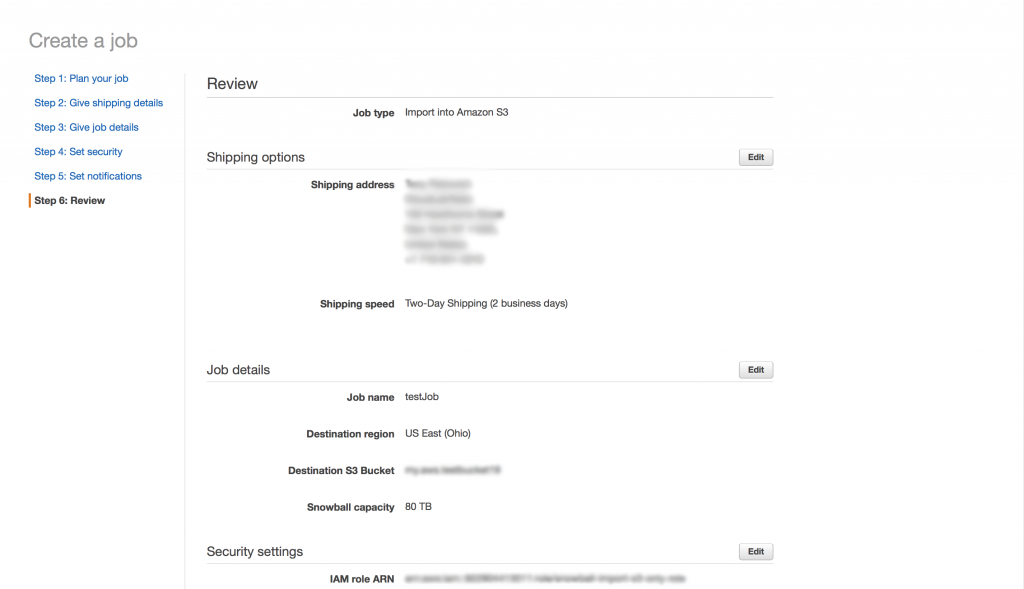 Create a job
Step 1: Plan your job
Step 2: Give shipping details
Step 3: Give job details
Step 4: Set security
Step 5: Set notifications
Step 6: Review
Review
Job type Import into Amazon S3
Shipping options Edit
Shipping address
Shipping speed Two-Day Shipping (2 business days)
Job details Edit
Job name testJob
Destination region US East (Ohio)
Destination S3 Bucket
Snowball capacity 80 TB
Security settings Edit
IAM role ARN